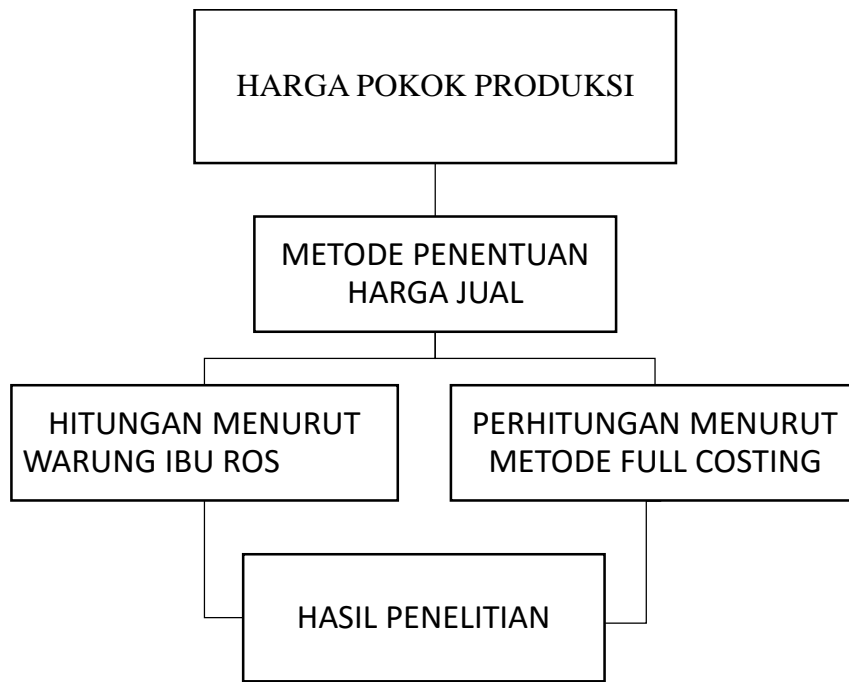 HARGA POKOK PRODUKSI
METODE PENENTUAN
HARGA JUAL
HITUNGAN MENURUT
WARUNG IBU ROS
PERHITUNGAN MENURUT
METODE FULL COSTING
HASIL PENELITIAN